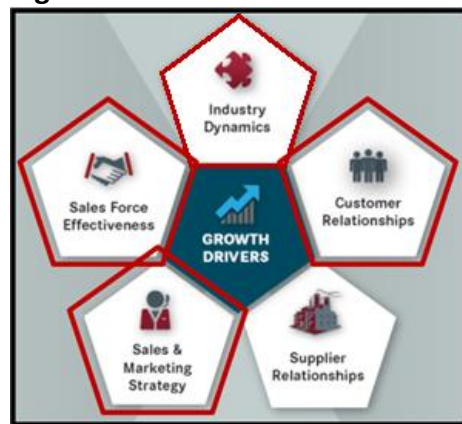 Industry
Dynamics
Sales Force
Effectiveness
Customer
Relationships
GROWTH
DRIVERS
Sales &
Marketing
Strategy
Supplier
Relationships